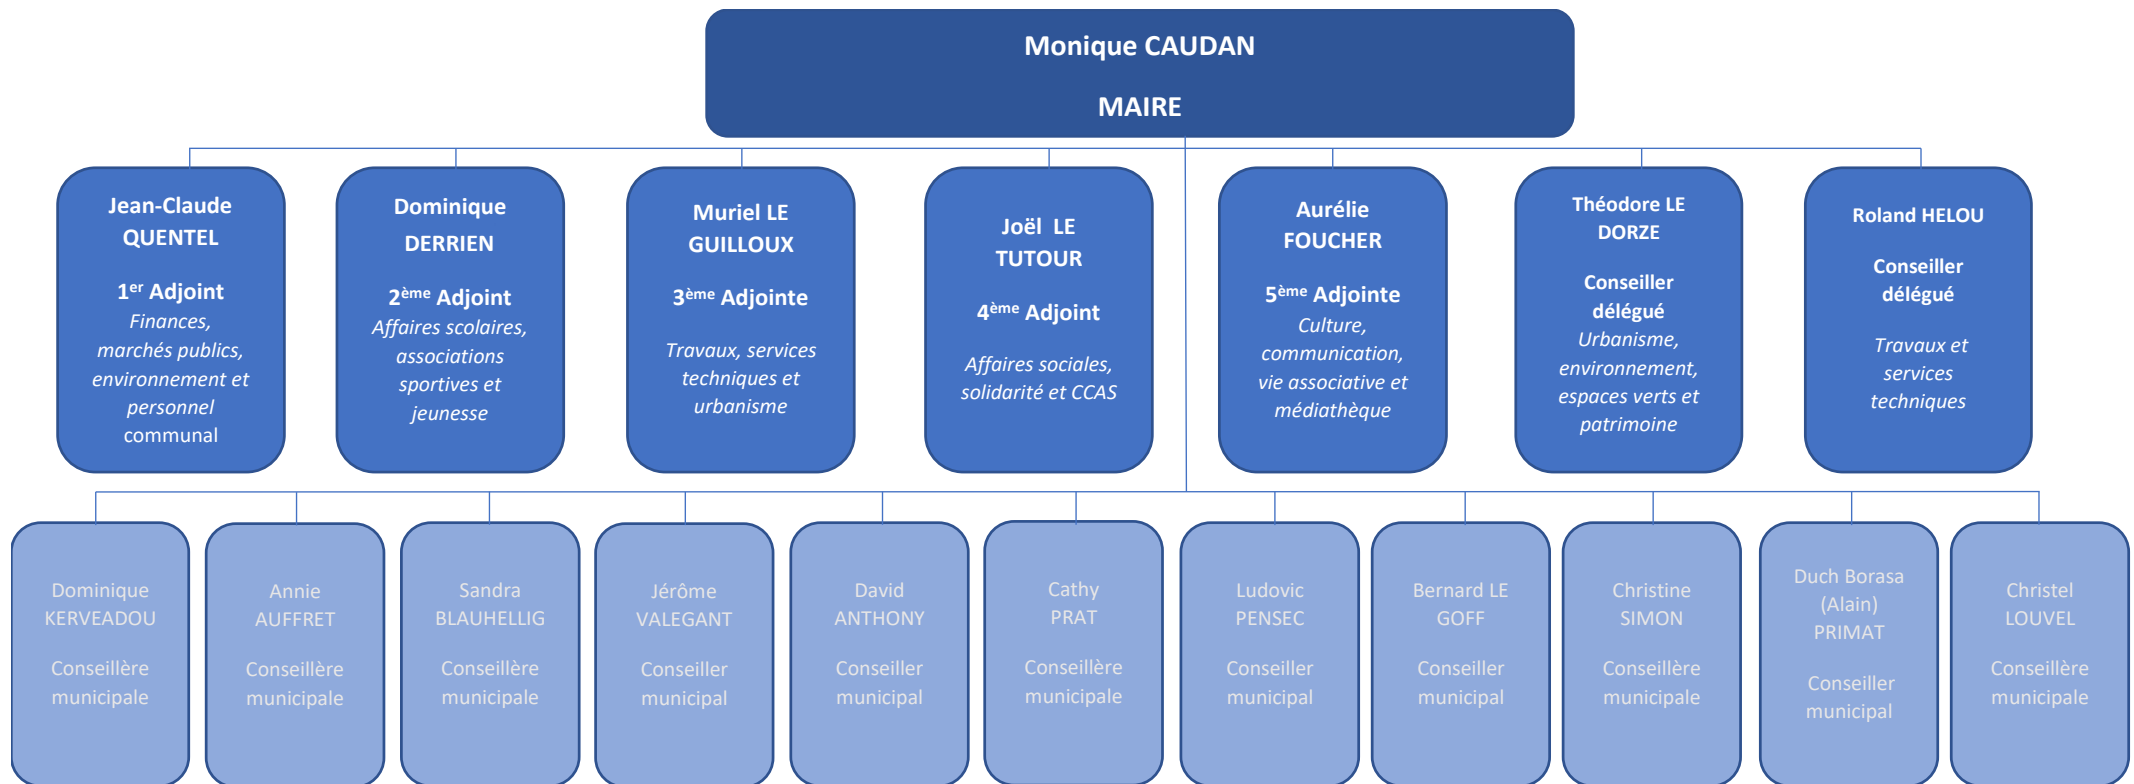 Monique CAUDAN
MAIRE
Jean-Claude
QUENTEL
1er Adjoint
Finances,
marchés publics,
environnement et
personnel
communal
Dominique
DERRIEN
2ème Adjoint
Affaires scolaires,
associations
sportives et
jeunesse
Muriel LE
GUILLOUX
3ème Adjointe
Travaux, services
techniques et
urbanisme
Joël LE
TUTOUR
4ème Adjoint
Affaires sociales,
solidarité et CCAS
Aurélie
FOUCHER
5ème Adjointe
Culture,
communication,
vie associative et
médiathèque
Théodore LE
DORZE
Conseiller
délégué
Urbanisme,
environnement,
espaces verts et
patrimoine
Roland HELOU
Conseiller
délégué
Travaux et
services
techniques
Dominique
KERVEADOU
Conseillère
municipale
Annie
AUFFRET
Conseillère
municipale
Sandra
BLAUHELLIG
Conseillère
municipale
Jérôme
VALEGANT
Conseiller
municipal
David
ANTHONY
Conseiller
municipal
Cathy
PRAT
Conseillère
municipale
Ludovic
PENSEC
Conseiller
municipal
Bernard LE
GOFF
Conseiller
municipal
Christine
SIMON
Conseillère
municipale
Duch Borasa
(Alain)
PRIMAT
Conseiller
municipal
Christel
LOUVEL
Conseillère
municipale